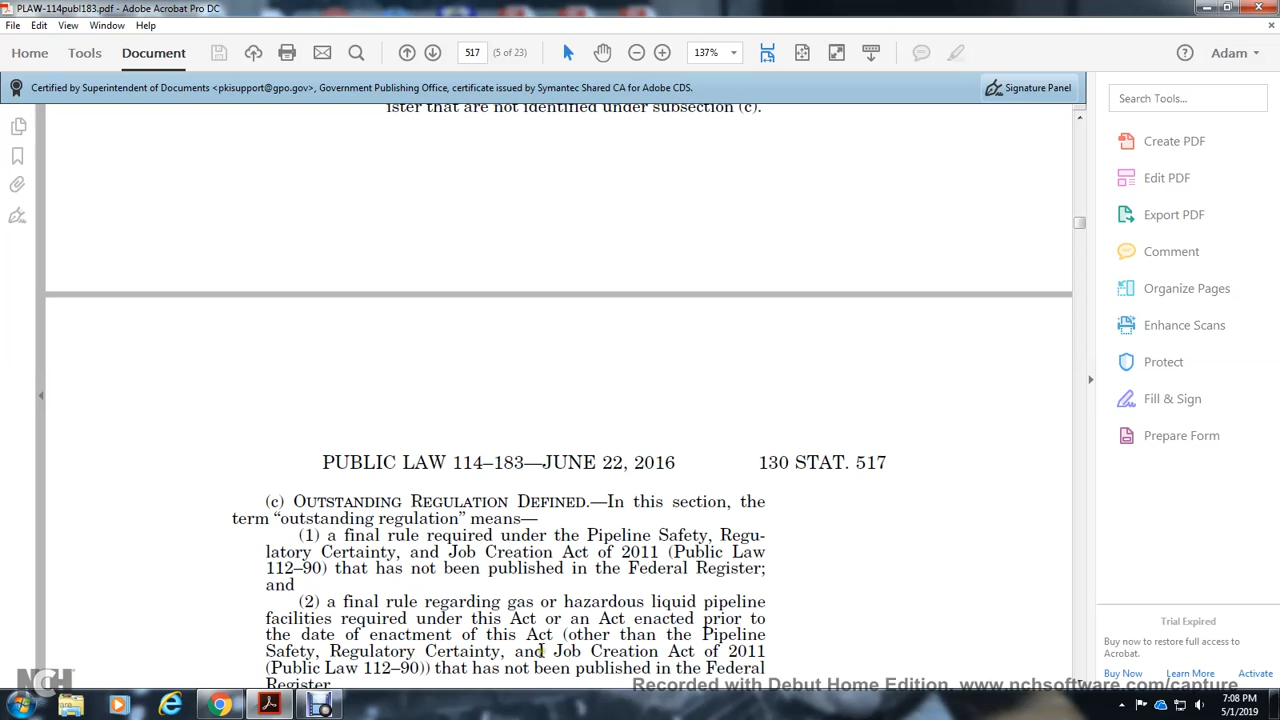 PLAW-114publ183.pdf - Adobe Acrobat Pro DC
File Edit View Window Help
Home Tools Document 517 (5 of 23) 137% Adam
Certified by Superintendent of Documents <pkisupport@gpo.gov>, Government Publishing Office, certificate issued by Symantec Shared CA for Adobe CDS. Signature Panel
ister that are not identified under subsection (c).
PUBLIC LAW 114–183—JUNE 22, 2016 130 STAT. 517
(c) OUTSTANDING REGULATION DEFINED.—In this section, the
term “outstanding regulation” means—
(1) a final rule required under the Pipeline Safety, Regu-
latory Certainty, and Job Creation Act of 2011 (Public Law
112–90) that has not been published in the Federal Register;
and
(2) a final rule regarding gas or hazardous liquid pipeline
facilities required under this Act or an Act enacted prior to
the date of enactment of this Act (other than the Pipeline
Safety, Regulatory Certainty, and Job Creation Act of 2011
(Public Law 112–90)) that has not been published in the Federal
Register.
Search Tools...
Create PDF
Edit PDF
Export PDF
Comment
Organize Pages
Enhance Scans
Protect
Fill & Sign
Prepare Form
Trial Expired
Buy now to restore full access to
Acrobat.
Buy Now Learn More Activate
NCH
Recorded with Debut Home Edition. www.nchsoftware.com/capture
7:08 PM
5/1/2019